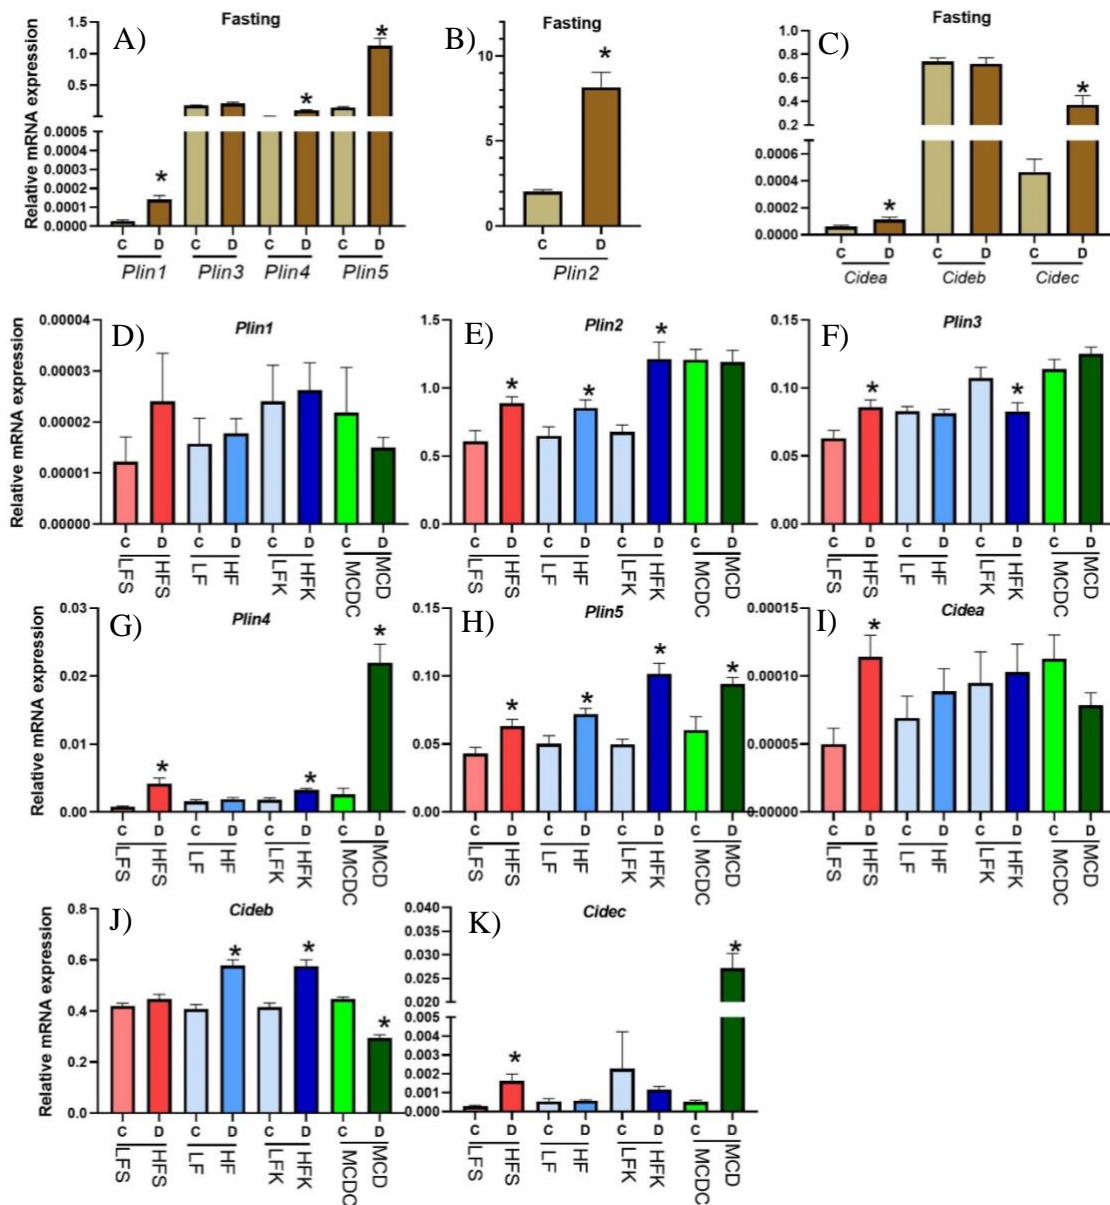 A)
Fasting
Relative mRNA expression
1.5
1.0
0.5
0.0005
0.0004
0.0003
0.0002
0.0001
0.0000
*
*
*
C D C D C D C D
Plin1 Plin3 Plin4 Plin5
B)
Fasting
10
5
0
*
C D
Plin2
C)
Fasting
1.0
0.8
0.6
0.4
0.2
0.0006
0.0004
0.0002
0.0000
*
*
C D C D C D
Cidea Cideb Cidec
D)
Plin1
Relative mRNA expression
0.00004
0.00003
0.00002
0.00001
0.00000
C D C D C D C D
LFS HFS LF HF LFK HFK MCDC MCD
E)
Plin2
1.5
1.0
0.5
0.0
* * *
C D C D C D C D
LFS HFS LF HF LFK HFK MCDC MCD
F)
Plin3
0.15
0.10
0.05
0.00
* *
C D C D C D C D
LFS HFS LF HF LFK HFK MCDC MCD
G)
Plin4
Relative mRNA expression
0.03
0.02
0.01
0.00
* * *
C D C D C D C D
LFS HFS LF HF LFK HFK MCDC MCD
H)
Plin5
0.15
0.10
0.05
0.00
* * * *
C D C D C D C D
LFS HFS LF HF LFK HFK MCDC MCD
I)
Cidea
0.00015
0.00010
0.00005
0.00000
*
C D C D C D C D
LFS HFS LF HF LFK HFK MCDC MCD
J)
Cideb
Relative mRNA expression
0.8
0.6
0.4
0.2
0.0
* * *
C D C D C D C D
LFS HFS LF HF LFK HFK MCDC MCD
K)
Cidec
0.040
0.035
0.030
0.025
0.020
0.005
0.004
0.003
0.002
0.001
0.000
* *
C D C D C D C D
LFS HFS LF HF LFK HFK MCDC MCD